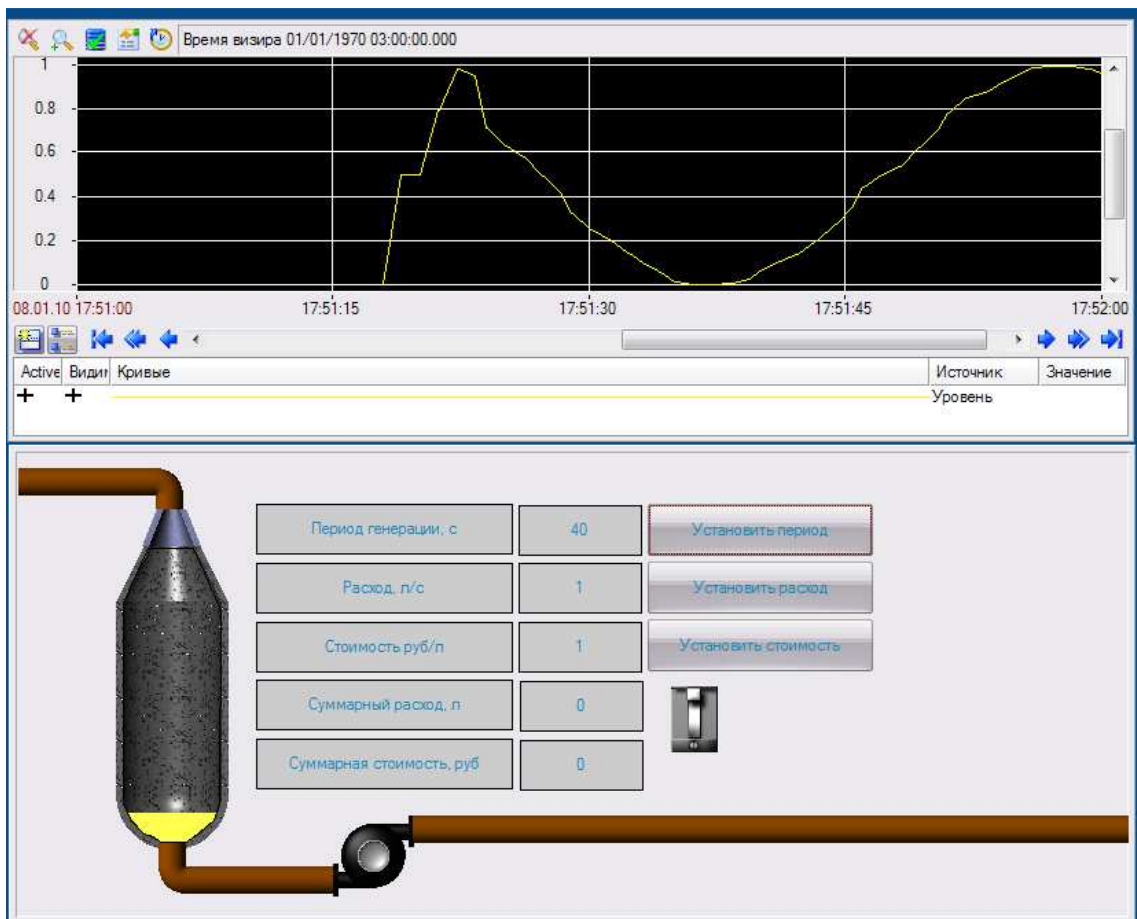 Время визира 01/01/1970 03:00:00.000
1
0.8
0.6
0.4
0.2
0
08.01.10 17:51:00 17:51:15 17:51:30 17:51:45 17:52:00
Active Видим Кривые Источник Значение
Уровень
Период генерации, с 40 Установить период
Расход, л/с 1 Установить расход
Стоимость руб/л 1 Установить стоимость
Суммарный расход, л 0
Суммарная стоимость, руб 0